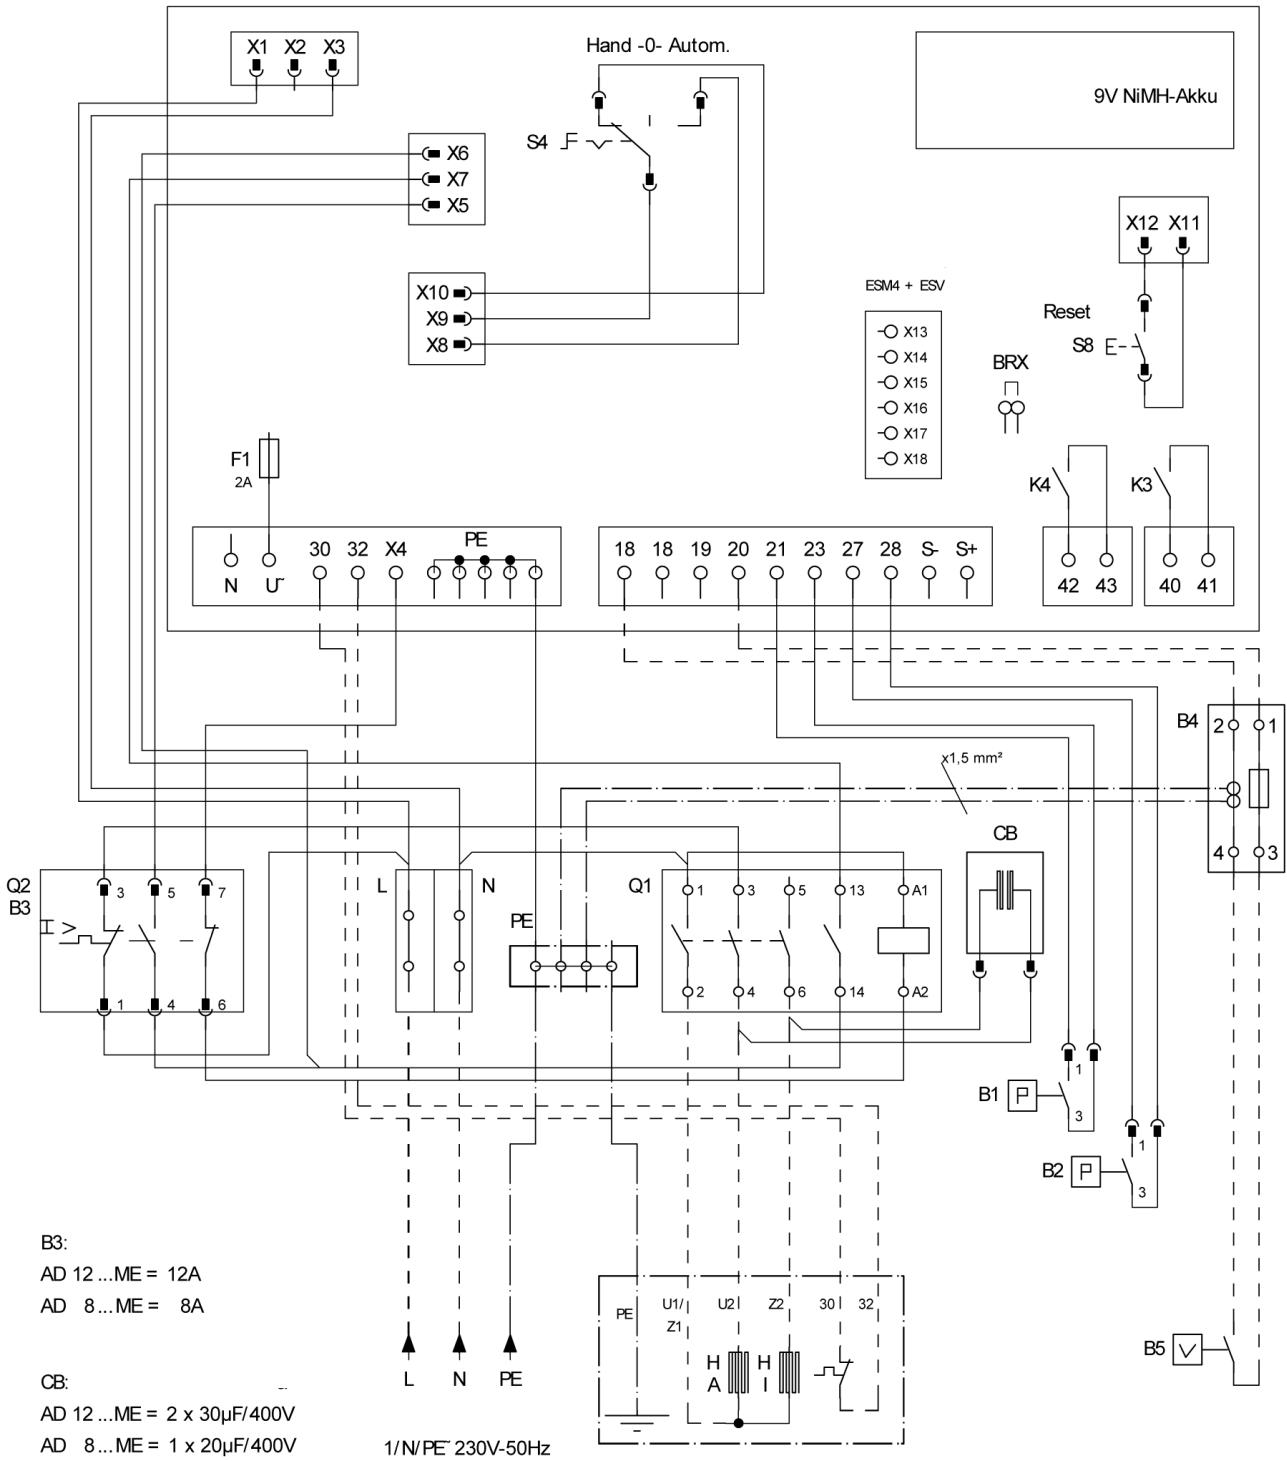 X1 X2 X3
Hand -0- Autom.
9V NiMH-Akku
S4
X6
X7
X5
X12 X11
X10
X9
X8
ESM4 + ESV
X13
X14
X15
X16
X17
X18
Reset
S8
BRX
F1
2A
K4
K3
30 32 X4 PE
N U~
18 18 19 20 21 23 27 28 S- S+
42 43
40 41
B4
2 1
4 3
x1,5 mm²
CB
Q2
B3
3 5 7
I >
1 4 6
L N
PE
Q1
1 3 5 13 A1
2 4 6 14 A2
B1 P
1
3
B2 P
1
3
B3:
AD 12 ...ME = 12A
AD 8 ...ME = 8A
PE
U1/
Z1
U2
Z2
30
32
H
A
H
I
B5
L N PE
CB:
AD 12 ...ME = 2 x 30µF/400V
AD 8 ...ME = 1 x 20µF/400V
1/N/PE~ 230V-50Hz